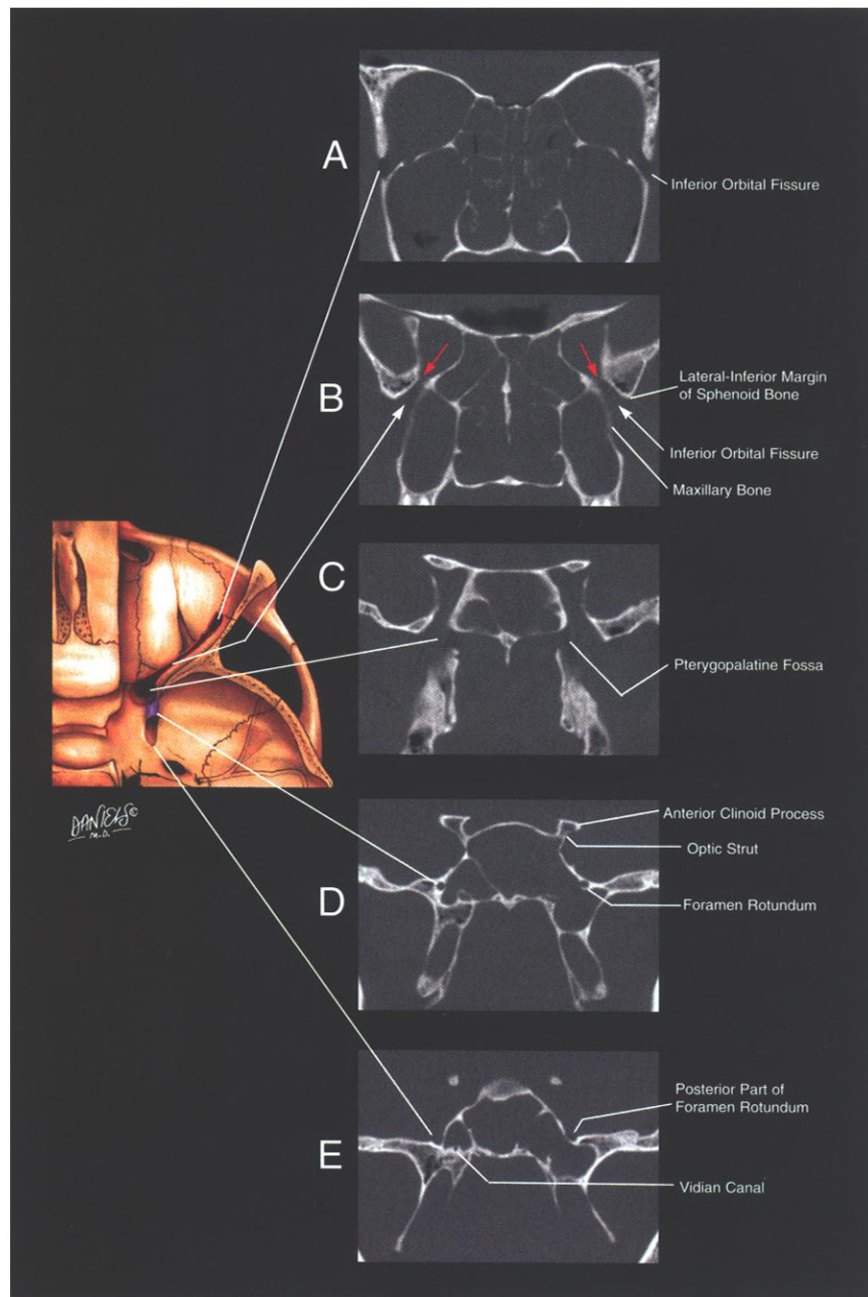 A
Inferior Orbital Fissure
B
Lateral-Inferior Margin
of Sphenoid Bone
Inferior Orbital Fissure
Maxillary Bone
C
Pterygopalatine Fossa
DANIELS©
M.D.
D
Anterior Clinoid Process
Optic Strut
Foramen Rotundum
E
Posterior Part of
Foramen Rotundum
Vidian Canal